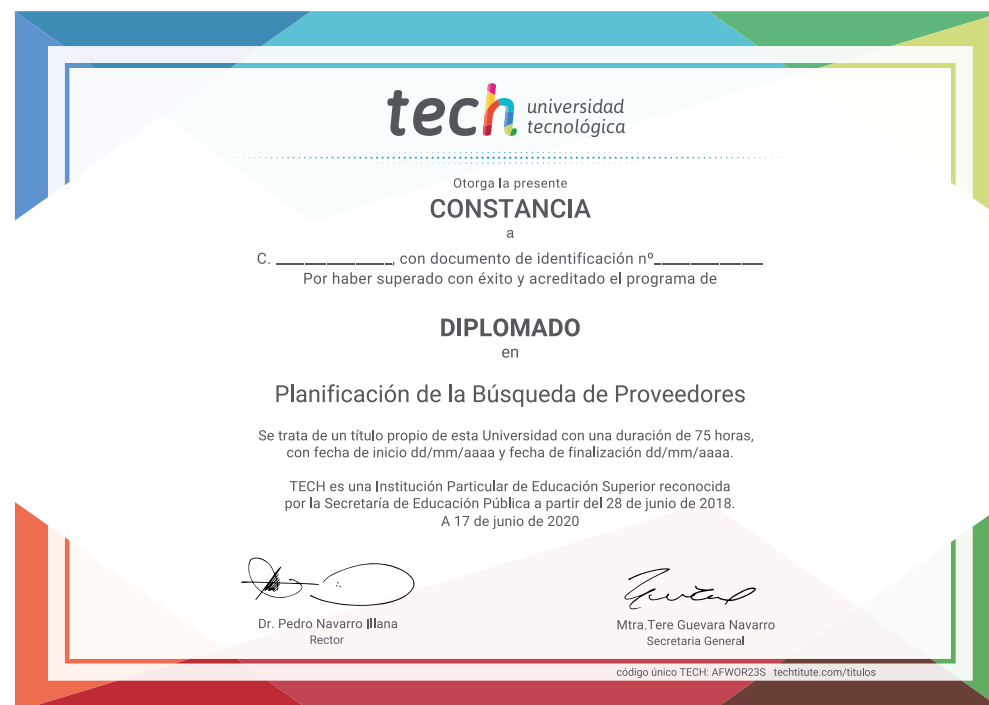 tech universidad
tecnológica
Otorga la presente
CONSTANCIA
a
C. ________________, con documento de identificación nº_______________
Por haber superado con éxito y acreditado el programa de
DIPLOMADO
en
Planificación de la Búsqueda de Proveedores
Se trata de un título propio de esta Universidad con una duración de 75 horas,
con fecha de inicio dd/mm/aaaa y fecha de finalización dd/mm/aaaa.
TECH es una Institución Particular de Educación Superior reconocida
por la Secretaría de Educación Pública a partir del 28 de junio de 2018.
A 17 de junio de 2020
Dr. Pedro Navarro Illana
Rector
Mtra.Tere Guevara Navarro
Secretaria General
código único TECH: AFWOR23S techtitute.com/titulos